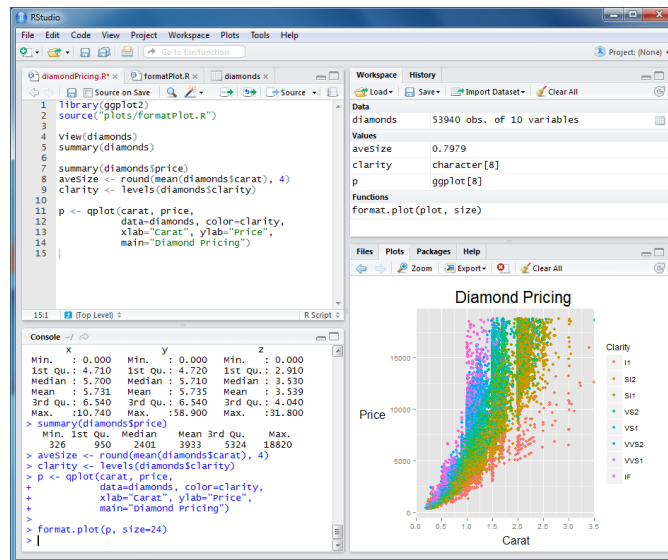 RStudio
File Edit Code View Project Workspace Plots Tools Help
Go to file/function
Project: (None)
diamondPricing.R* × formatPlot.R × diamonds ×
Source on Save Source
1 library(ggplot2)
2 source("plots/formatPlot.R")
3
4 View(diamonds)
5 summary(diamonds)
6
7 summary(diamonds$price)
8 aveSize <- round(mean(diamonds$carat), 4)
9 clarity <- levels(diamonds$clarity)
10
11 p <- qplot(carat, price,
12 data=diamonds, color=clarity,
13 xlab="Carat", ylab="Price",
14 main="Diamond Pricing")
15
15:1 (Top Level) R Script
Console ~/
x y z
Min. : 0.000 Min. : 0.000 Min. : 0.000
1st Qu.: 4.710 1st Qu.: 4.720 1st Qu.: 2.910
Median : 5.700 Median : 5.710 Median : 3.530
Mean : 5.731 Mean : 5.735 Mean : 3.539
3rd Qu.: 6.540 3rd Qu.: 6.540 3rd Qu.: 4.040
Max. :10.740 Max. :58.900 Max. :31.800
> summary(diamonds$price)
Min. 1st Qu. Median Mean 3rd Qu. Max.
326 950 2401 3933 5324 18820
> aveSize <- round(mean(diamonds$carat), 4)
> clarity <- levels(diamonds$clarity)
> p <- qplot(carat, price,
+ data=diamonds, color=clarity,
+ xlab="Carat", ylab="Price",
+ main="Diamond Pricing")
>
> format.plot(p, size=24)
>
Workspace History
Load Save Import Dataset Clear All
Data
diamonds 53940 obs. of 10 variables
Values
aveSize 0.7979
clarity character[8]
p ggplot[8]
Functions
format.plot(plot, size)
Files Plots Packages Help
Zoom Export Clear All
Diamond Pricing
Price
15000
10000
5000
0
0.0 0.5 1.0 1.5 2.0 2.5 3.0 3.5
Carat
Clarity
I1
SI2
SI1
VS2
VS1
VVS2
VVS1
IF